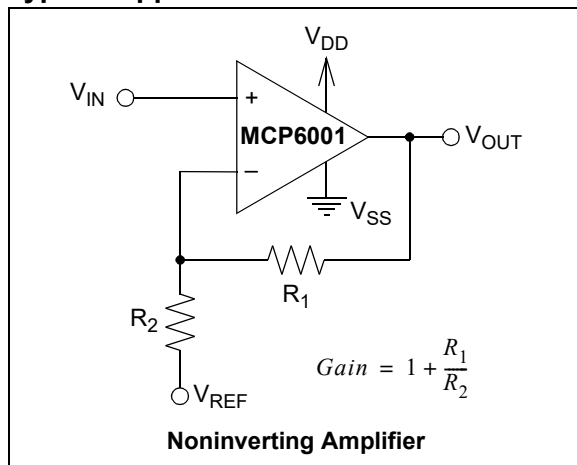 V_DD
V_IN
+
MCP6001
V_OUT
−
V_SS
R_1
R_2
Gain = 1 + R_1/R_2
V_REF
Noninverting Amplifier